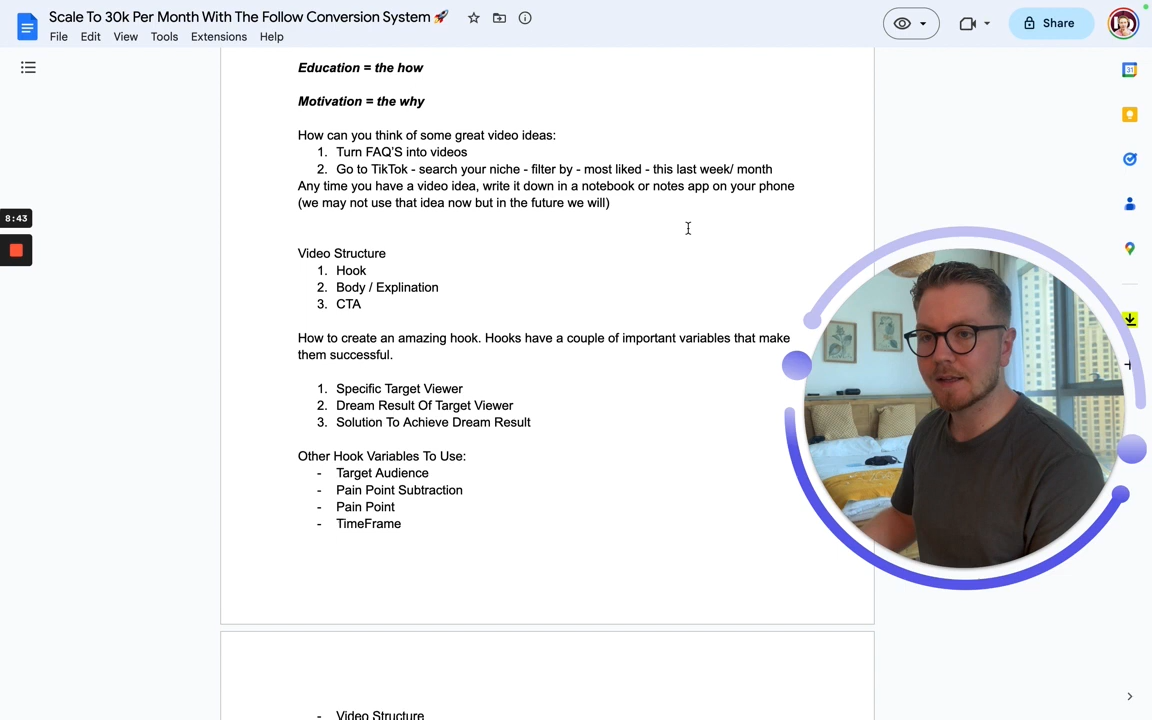 Scale To 30k Per Month With The Follow Conversion System 🚀
File Edit View Tools Extensions Help
Share
31
Education = the how
Motivation = the why
How can you think of some great video ideas:
1. Turn FAQ'S into videos
2. Go to TikTok - search your niche - filter by - most liked - this last week/ month
Any time you have a video idea, write it down in a notebook or notes app on your phone
(we may not use that idea now but in the future we will)
8:43
Video Structure
1. Hook
2. Body / Explination
3. CTA
How to create an amazing hook. Hooks have a couple of important variables that make
them successful.
1. Specific Target Viewer
2. Dream Result Of Target Viewer
3. Solution To Achieve Dream Result
Other Hook Variables To Use:
- Target Audience
- Pain Point Subtraction
- Pain Point
- TimeFrame
- Video Structure